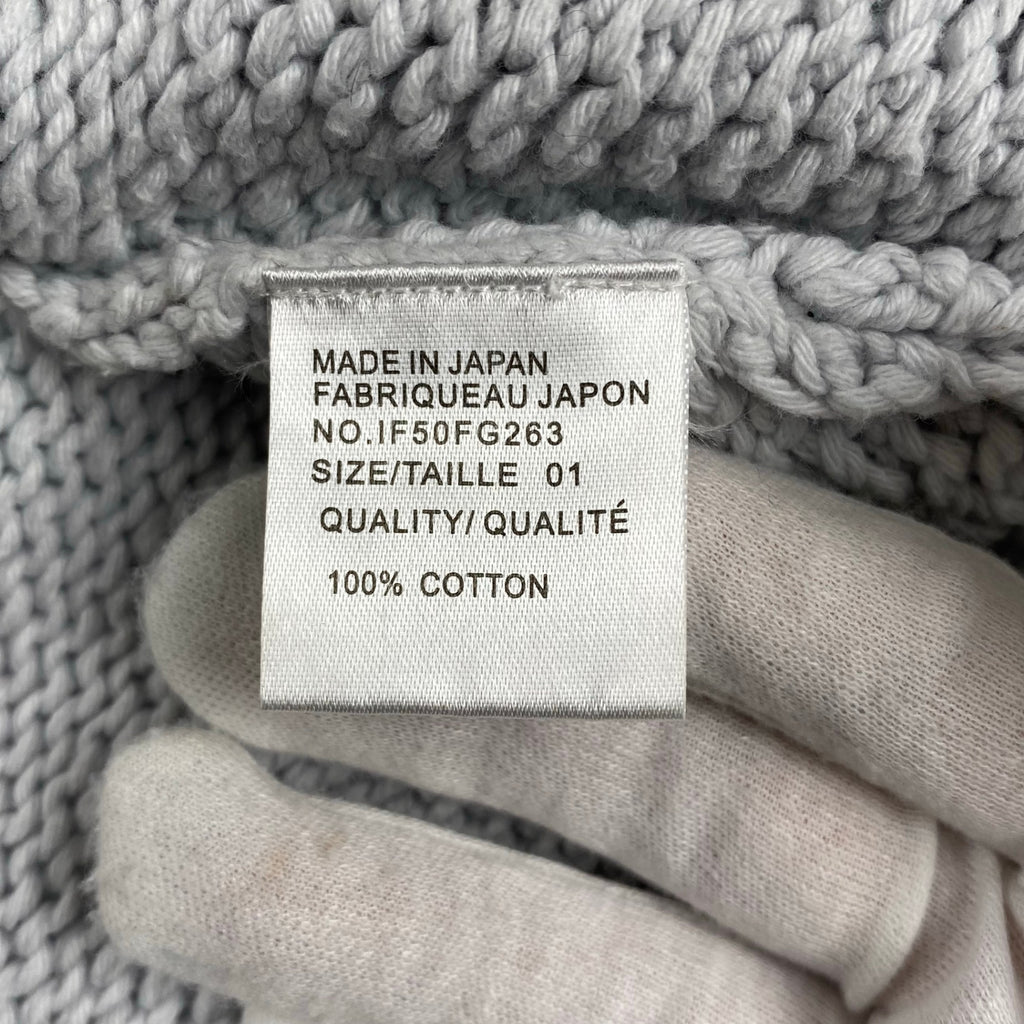 MADE IN JAPAN
FABRIQUEAU JAPON
NO.IF50FG263
SIZE/TAILLE 01
QUALITY/ QUALITÉ
100% COTTON